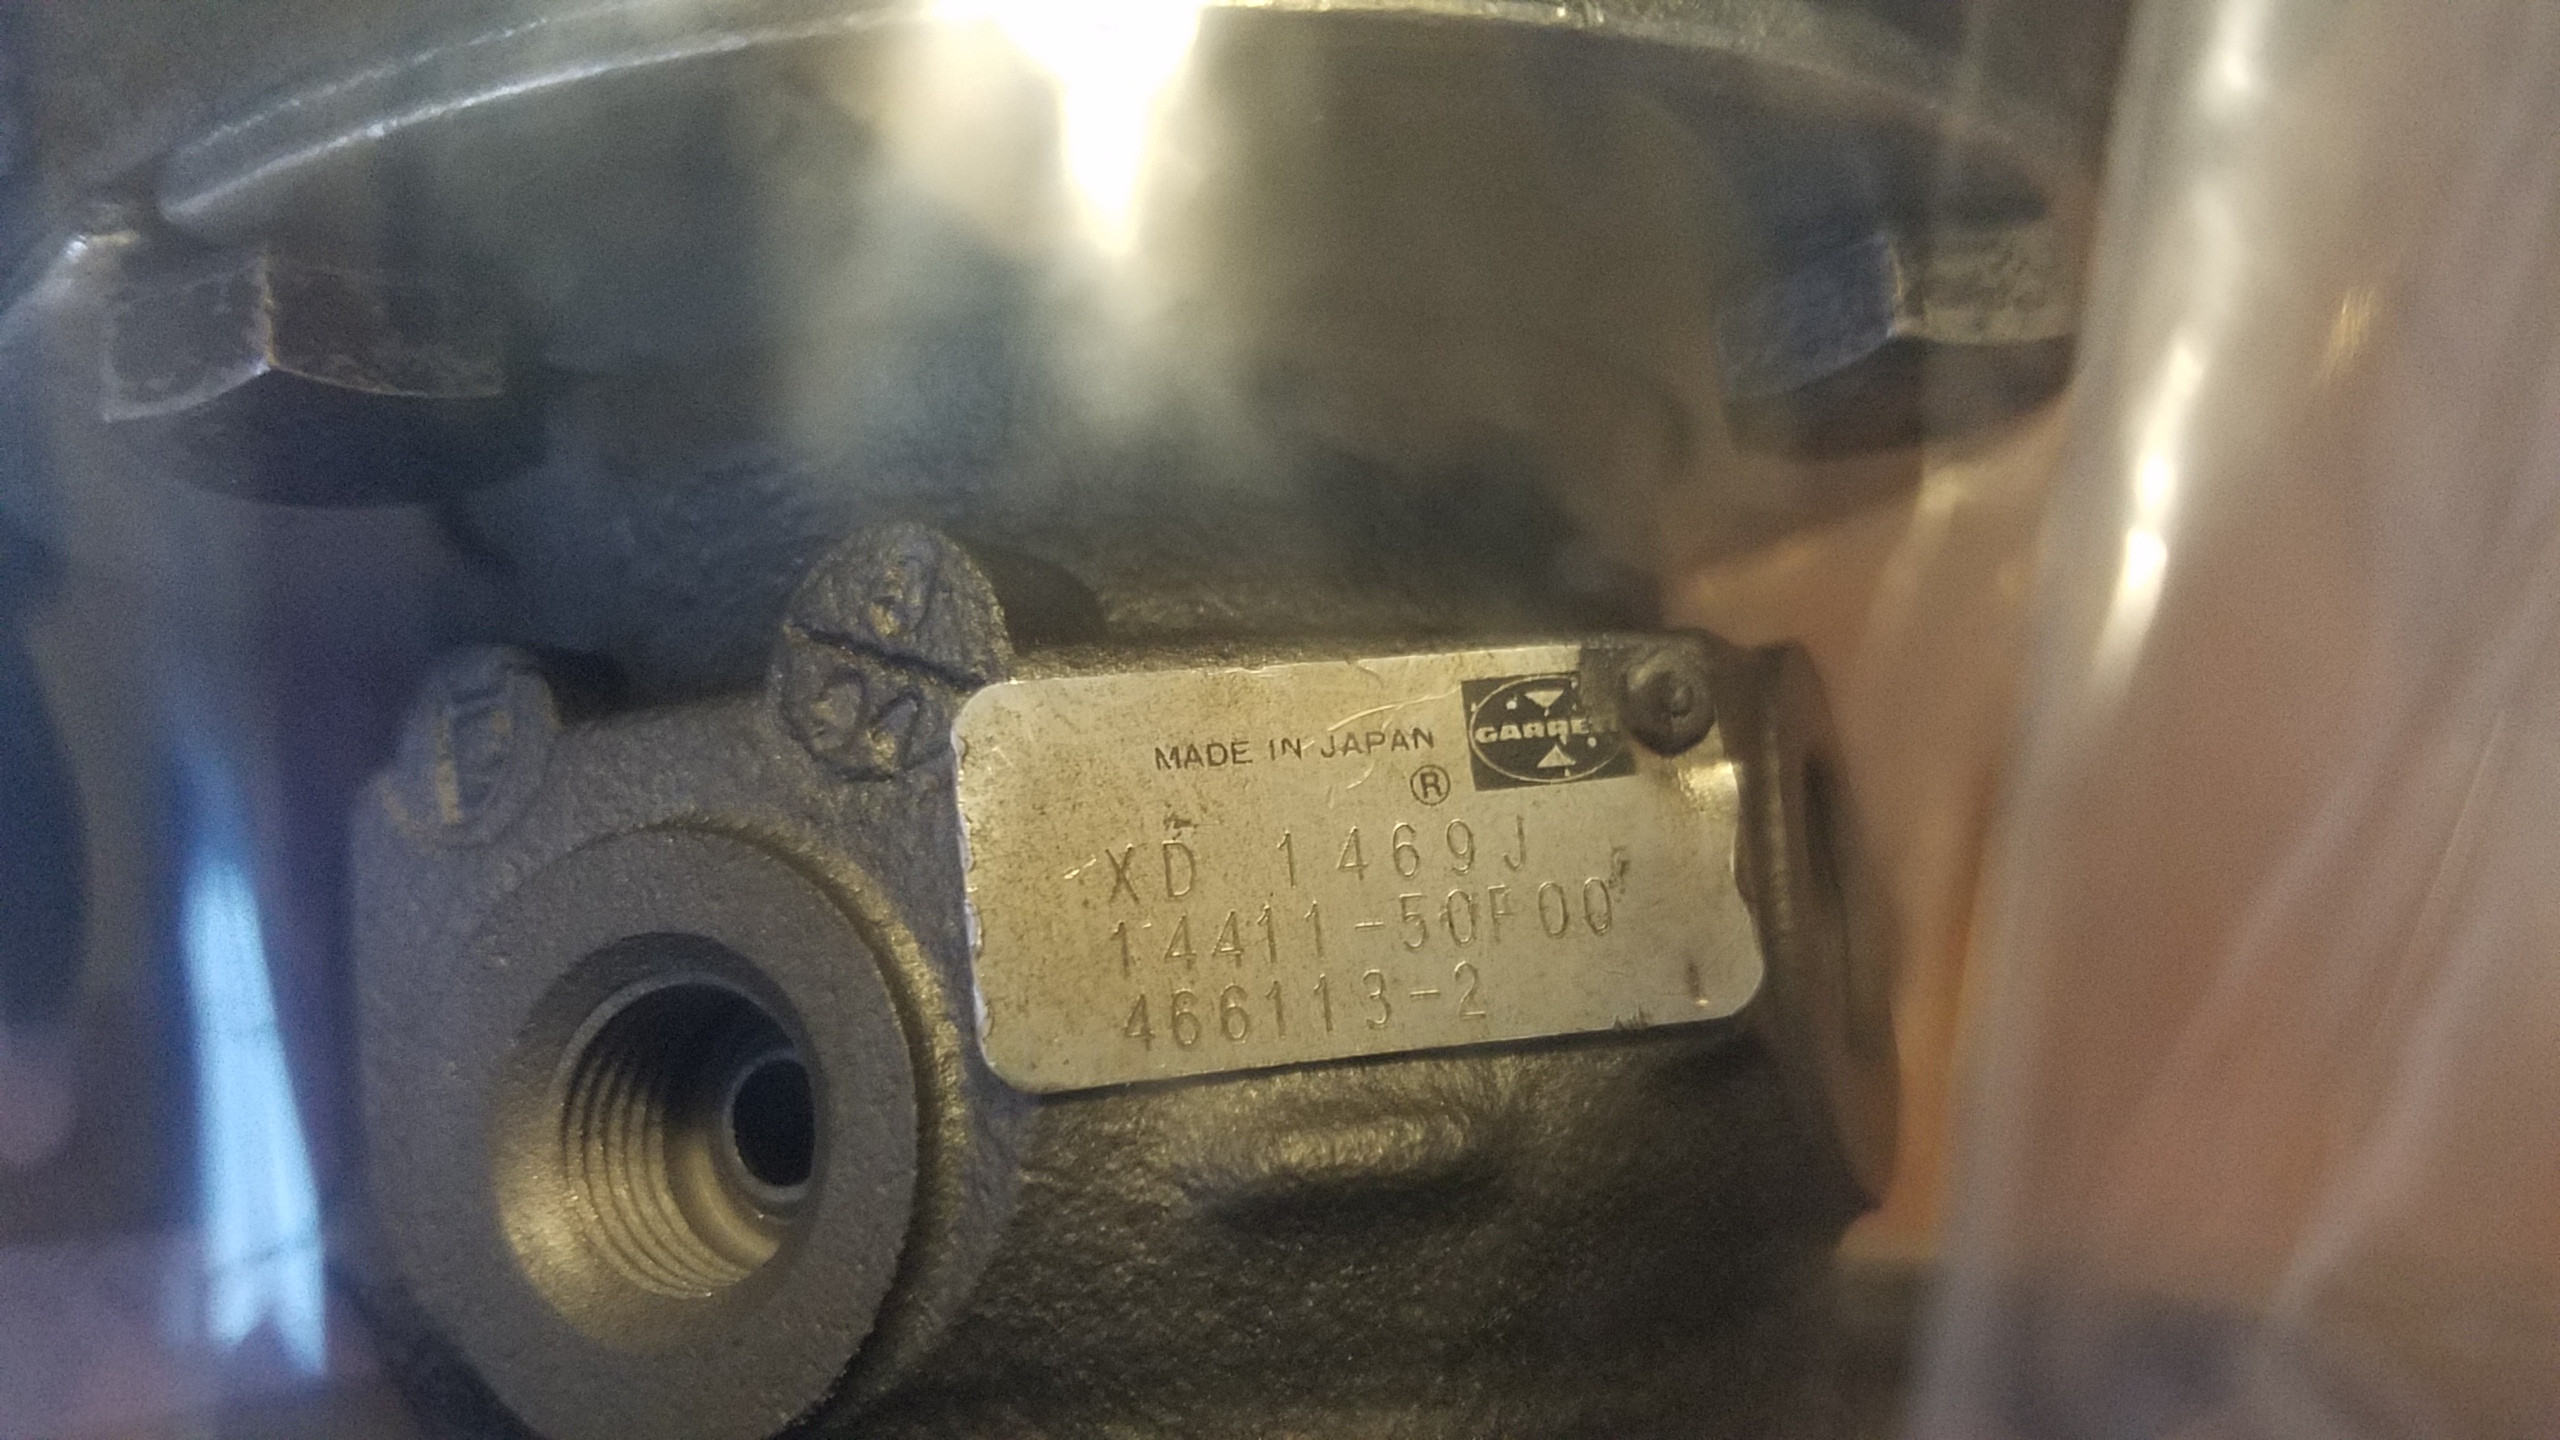 MADE IN JAPAN
®
GARRETT
XD 1469J
14411-50F00
466113-2